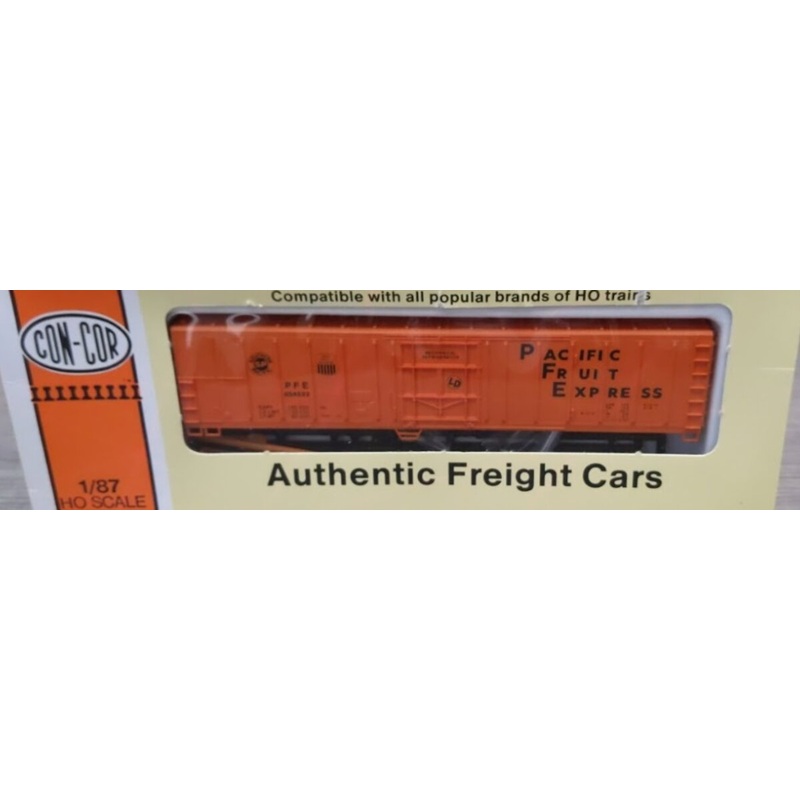 Compatible with all popular brands of HO trains
CON-COR
PACIFIC
FRUIT
EXPRESS
PFE
1/87
HO SCALE
Authentic Freight Cars